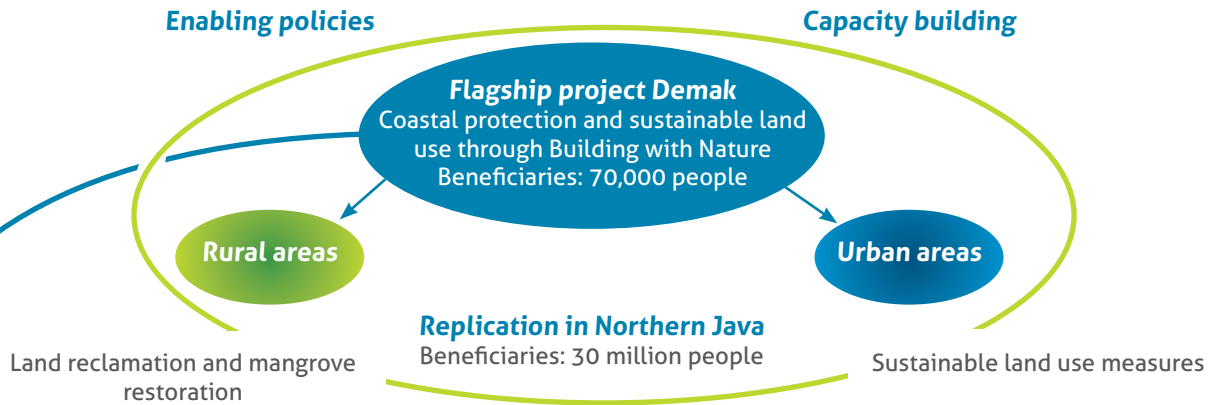 Enabling policies
Capacity building
Flagship project Demak
Coastal protection and sustainable land
use through Building with Nature
Beneficiaries: 70,000 people
Rural areas
Urban areas
Replication in Northern Java
Beneficiaries: 30 million people
Land reclamation and mangrove
restoration
Sustainable land use measures